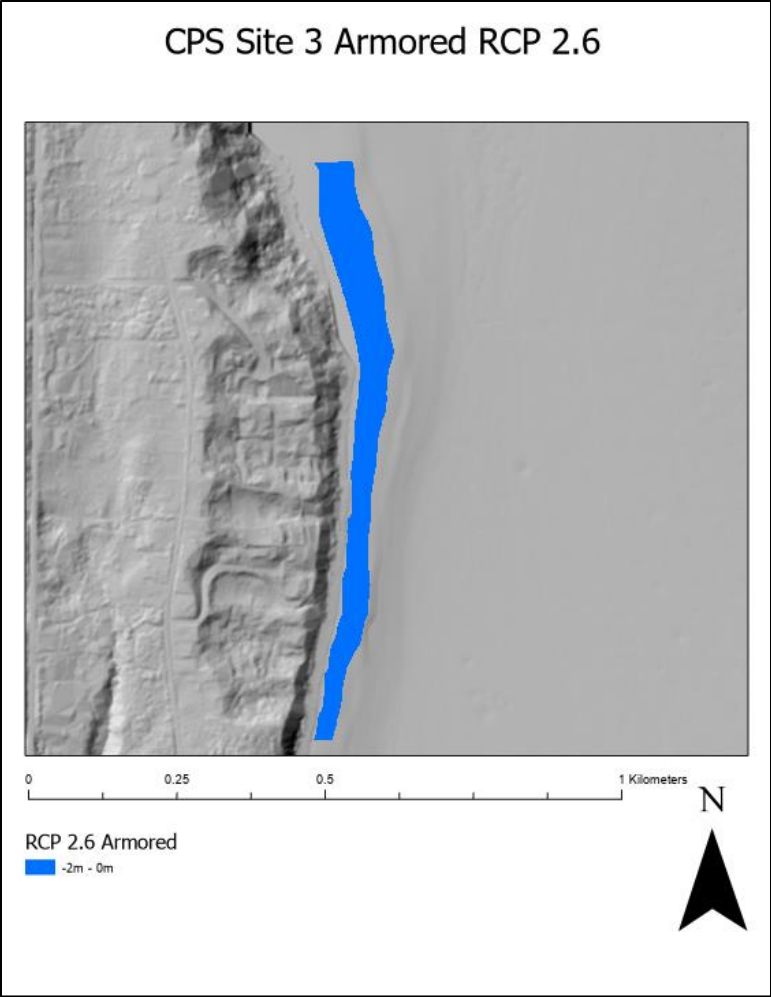 CPS Site 3 Armored RCP 2.6
0 0.25 0.5 1 Kilometers
N
RCP 2.6 Armored
-2m - 0m